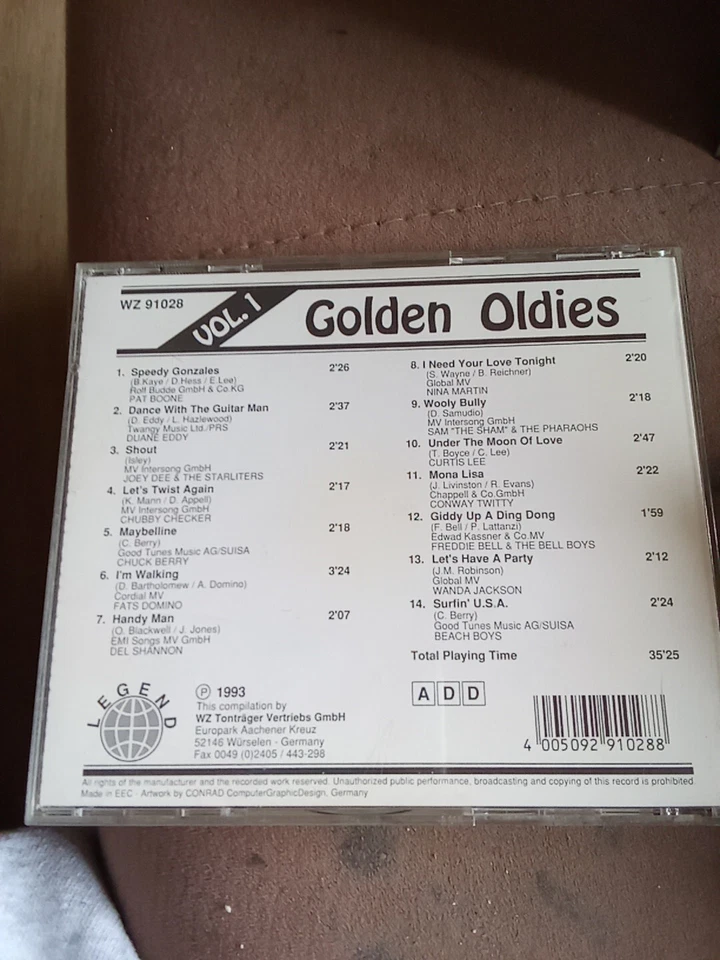 WZ 91028
VOL. 1
Golden Oldies
1. Speedy Gonzales 2'26
(B.Kaye / D.Hess / E.Lee)
Rolf Budde GmbH & Co.KG
PAT BOONE
2. Dance With The Guitar Man 2'37
(D. Eddy / L. Hazlewood)
Twangy Music Ltd./PRS
DUANE EDDY
3. Shout 2'21
(Isley)
MV Intersong GmbH
JOEY DEE & THE STARLITERS
4. Let's Twist Again 2'17
(K. Mann / D. Appell)
MV Intersong GmbH
CHUBBY CHECKER
5. Maybelline 2'18
(C. Berry)
Good Tunes Music AG/SUISA
CHUCK BERRY
6. I'm Walking 3'24
(D. Bartholomew / A. Domino)
Cordial MV
FATS DOMINO
7. Handy Man 2'07
(O. Blackwell / J. Jones)
EMI Songs MV GmbH
DEL SHANNON
8. I Need Your Love Tonight 2'20
(S. Wayne / B. Reichner)
Global MV
NINA MARTIN
9. Wooly Bully 2'18
(D. Samudio)
MV Intersong GmbH
SAM "THE SHAM" & THE PHARAOHS
10. Under The Moon Of Love 2'47
(T. Boyce / C. Lee)
CURTIS LEE
11. Mona Lisa 2'22
(J. Livinston / R. Evans)
Chappell & Co.GmbH
CONWAY TWITTY
12. Giddy Up A Ding Dong 1'59
(F. Bell / P. Lattanzi)
Edwad Kassner & Co.MV
FREDDIE BELL & THE BELL BOYS
13. Let's Have A Party 2'12
(J.M. Robinson)
Global MV
WANDA JACKSON
14. Surfin' U.S.A. 2'24
(C. Berry)
Good Tunes Music AG/SUISA
BEACH BOYS
Total Playing Time 35'25
LEGEND
℗ 1993
This compilation by
WZ Tonträger Vertriebs GmbH
Europark Aachener Kreuz
52146 Würselen - Germany
Fax 0049 (0)2405 / 443-298
ADD
4 005092 910288
All rights of the manufacturer and the recorded work reserved. Unauthorized public performance, broadcasting and copying of this record is prohibited.
Made in EEC - Artwork by CONRAD ComputerGraphicDesign, Germany